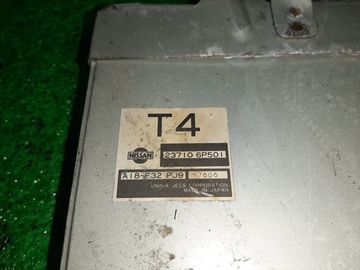 T4
NISSAN 23710 6P501
A18-F32 PJ9
UNISIA JECS CORPORATION
MADE IN JAPAN